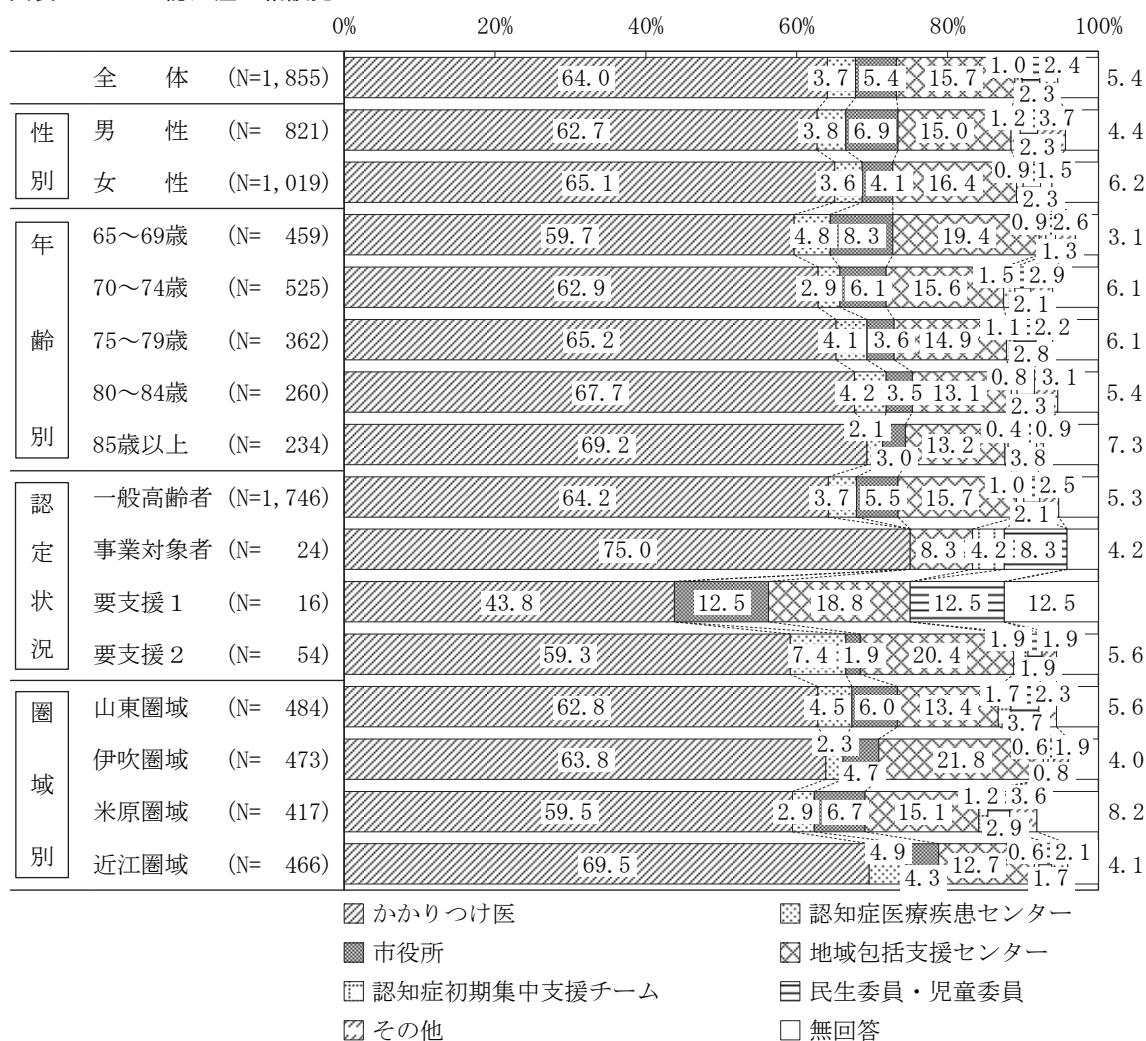 0% 20% 40% 60% 80% 100%
全 体 (N=1,855) 64.0 3.7 5.4 15.7 1.0 2.3 2.4 5.4
性別
男 性 (N= 821) 62.7 3.8 6.9 15.0 1.2 2.3 3.7 4.4
女 性 (N=1,019) 65.1 3.6 4.1 16.4 0.9 2.3 1.5 6.2
年齢別
65～69歳 (N= 459) 59.7 4.8 8.3 19.4 0.9 1.3 2.6 3.1
70～74歳 (N= 525) 62.9 2.9 6.1 15.6 1.5 2.1 2.9 6.1
75～79歳 (N= 362) 65.2 4.1 3.6 14.9 1.1 2.8 2.2 6.1
80～84歳 (N= 260) 67.7 4.2 3.5 13.1 0.8 2.3 3.1 5.4
85歳以上 (N= 234) 69.2 2.1 3.0 13.2 0.4 3.8 0.9 7.3
認定状況
一般高齢者 (N=1,746) 64.2 3.7 5.5 15.7 1.0 2.1 2.5 5.3
事業対象者 (N= 24) 75.0 8.3 4.2 8.3 4.2
要支援１ (N= 16) 43.8 12.5 18.8 12.5 12.5
要支援２ (N= 54) 59.3 7.4 1.9 20.4 1.9 1.9 1.9 5.6
圏域別
山東圏域 (N= 484) 62.8 4.5 6.0 13.4 1.7 3.7 2.3 5.6
伊吹圏域 (N= 473) 63.8 2.3 4.7 21.8 0.6 0.8 1.9 4.0
米原圏域 (N= 417) 59.5 2.9 6.7 15.1 1.2 2.9 3.6 8.2
近江圏域 (N= 466) 69.5 4.9 4.3 12.7 0.6 1.7 2.1 4.1
かかりつけ医 認知症医療疾患センター
市役所 地域包括支援センター
認知症初期集中支援チーム 民生委員・児童委員
その他 無回答